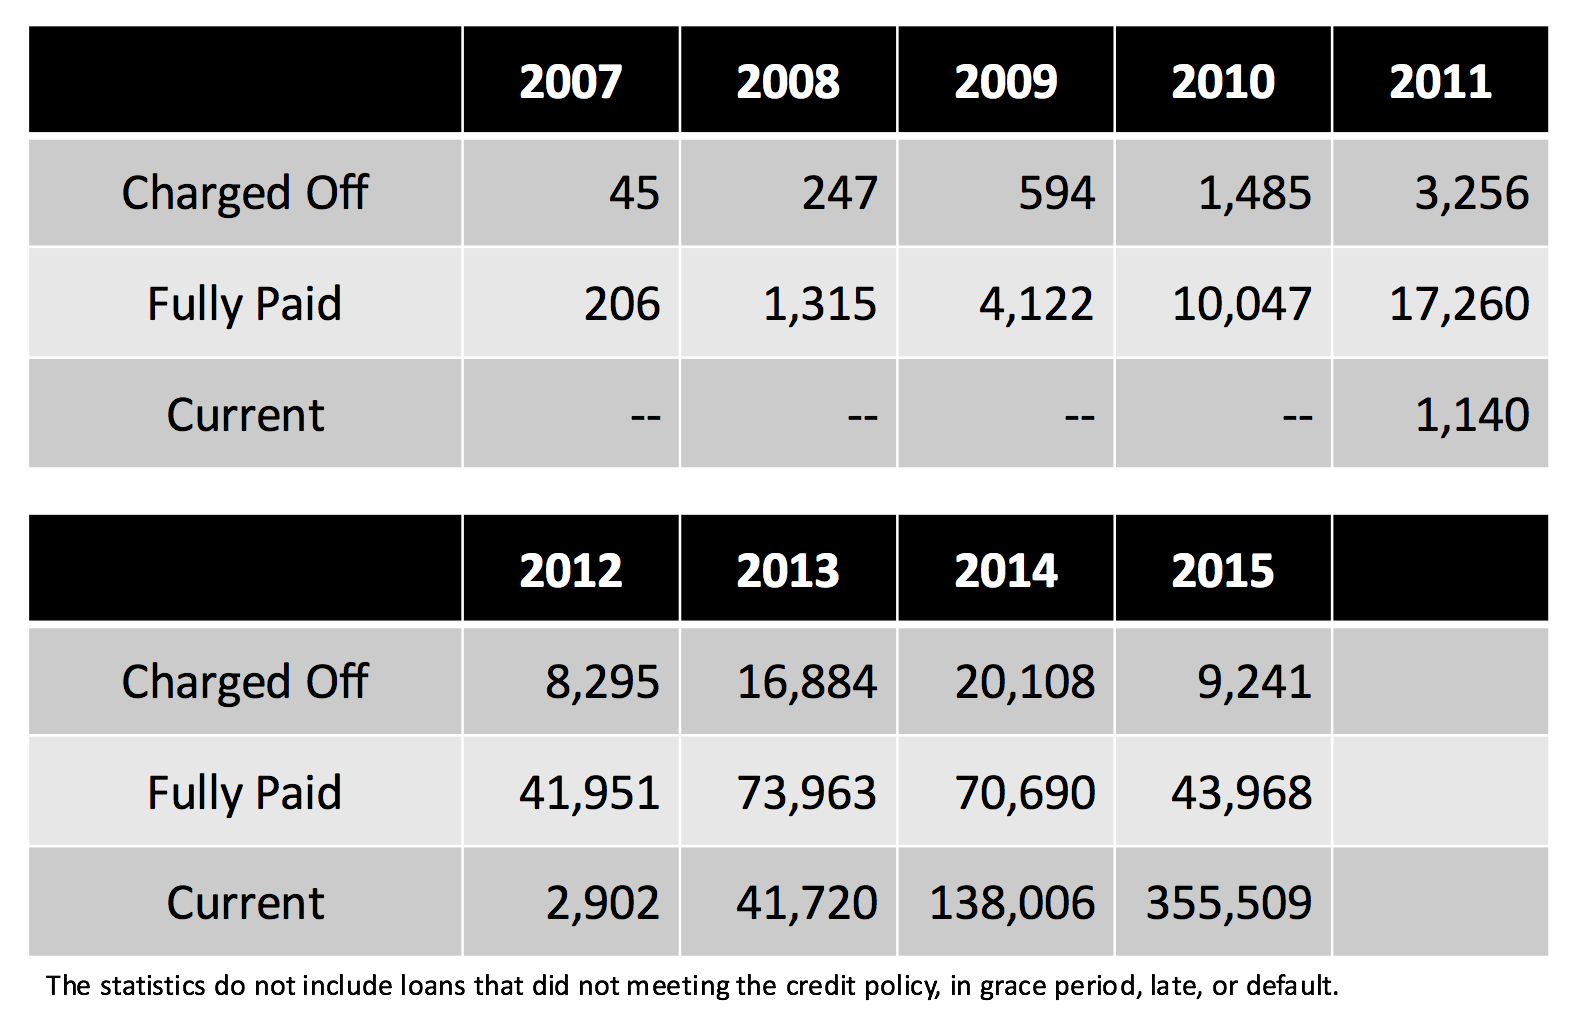 2007 2008 2009 2010 2011
Charged Off 45 247 594 1,485 3,256
Fully Paid 206 1,315 4,122 10,047 17,260
Current -- -- -- -- 1,140
2012 2013 2014 2015
Charged Off 8,295 16,884 20,108 9,241
Fully Paid 41,951 73,963 70,690 43,968
Current 2,902 41,720 138,006 355,509
The statistics do not include loans that did not meeting the credit policy, in grace period, late, or default.